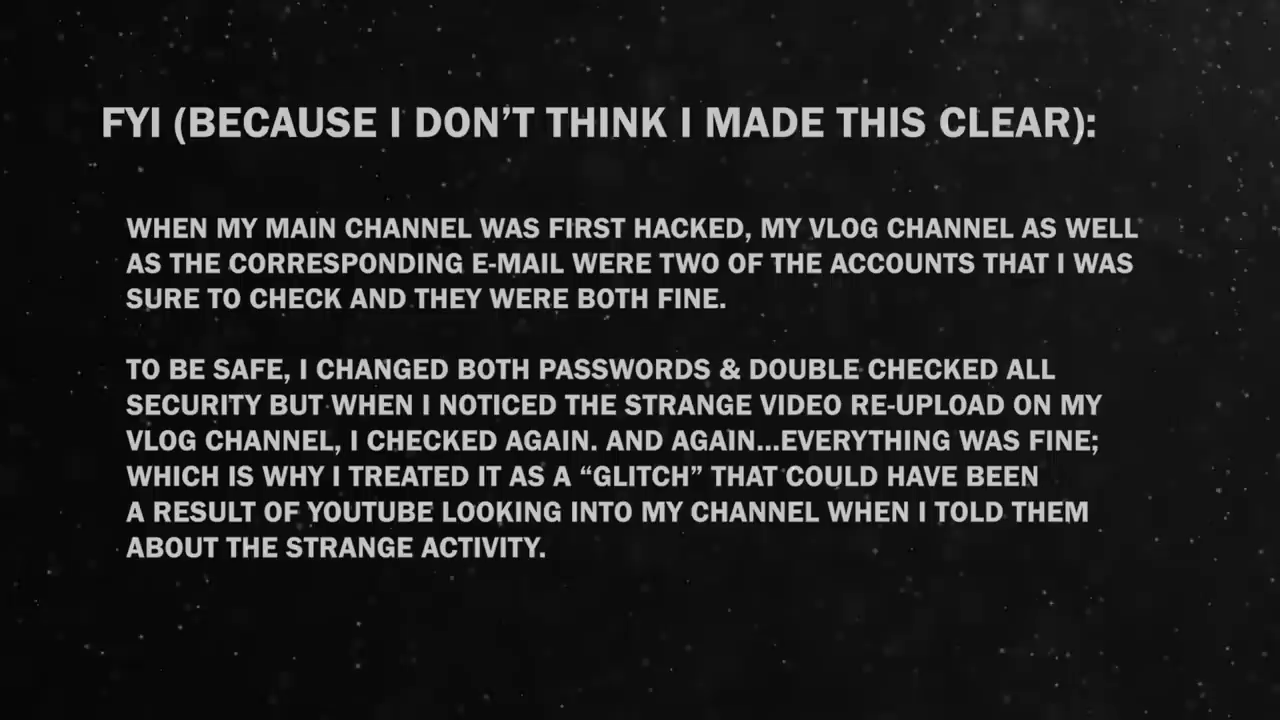 FYI (BECAUSE I DON’T THINK I MADE THIS CLEAR):
WHEN MY MAIN CHANNEL WAS FIRST HACKED, MY VLOG CHANNEL AS WELL
AS THE CORRESPONDING E-MAIL WERE TWO OF THE ACCOUNTS THAT I WAS
SURE TO CHECK AND THEY WERE BOTH FINE.
TO BE SAFE, I CHANGED BOTH PASSWORDS & DOUBLE CHECKED ALL
SECURITY BUT WHEN I NOTICED THE STRANGE VIDEO RE-UPLOAD ON MY
VLOG CHANNEL, I CHECKED AGAIN. AND AGAIN...EVERYTHING WAS FINE;
WHICH IS WHY I TREATED IT AS A “GLITCH” THAT COULD HAVE BEEN
A RESULT OF YOUTUBE LOOKING INTO MY CHANNEL WHEN I TOLD THEM
ABOUT THE STRANGE ACTIVITY.